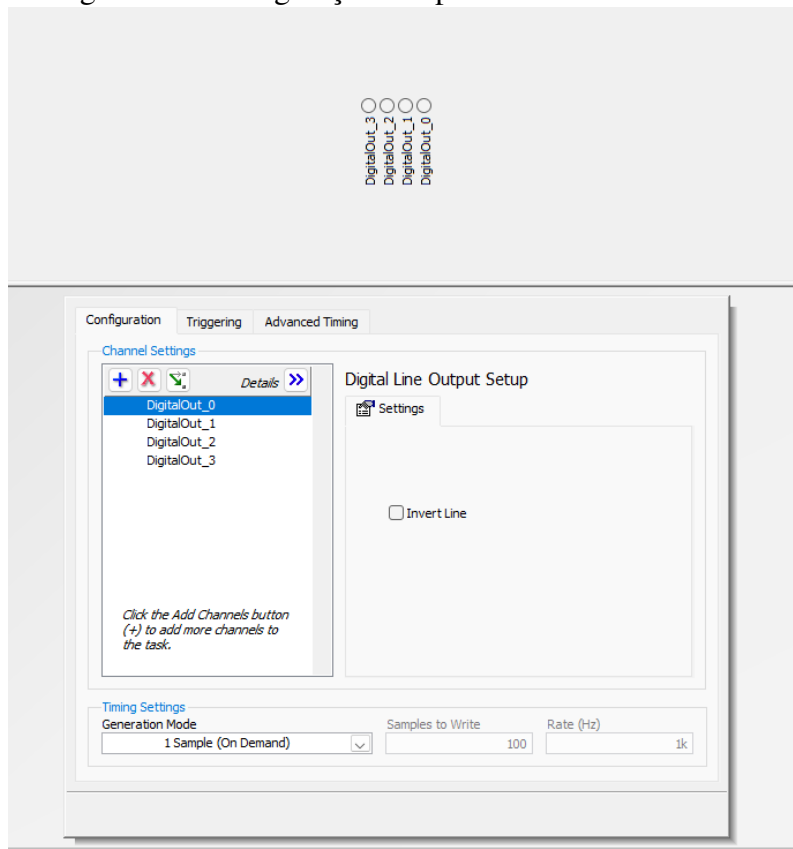 DigitalOut_3
DigitalOut_2
DigitalOut_1
DigitalOut_0
Configuration Triggering Advanced Timing
Channel Settings
Details
DigitalOut_0
DigitalOut_1
DigitalOut_2
DigitalOut_3
Click the Add Channels button
(+) to add more channels to
the task.
Digital Line Output Setup
Settings
Invert Line
Timing Settings
Generation Mode Samples to Write Rate (Hz)
1 Sample (On Demand) 100 1k